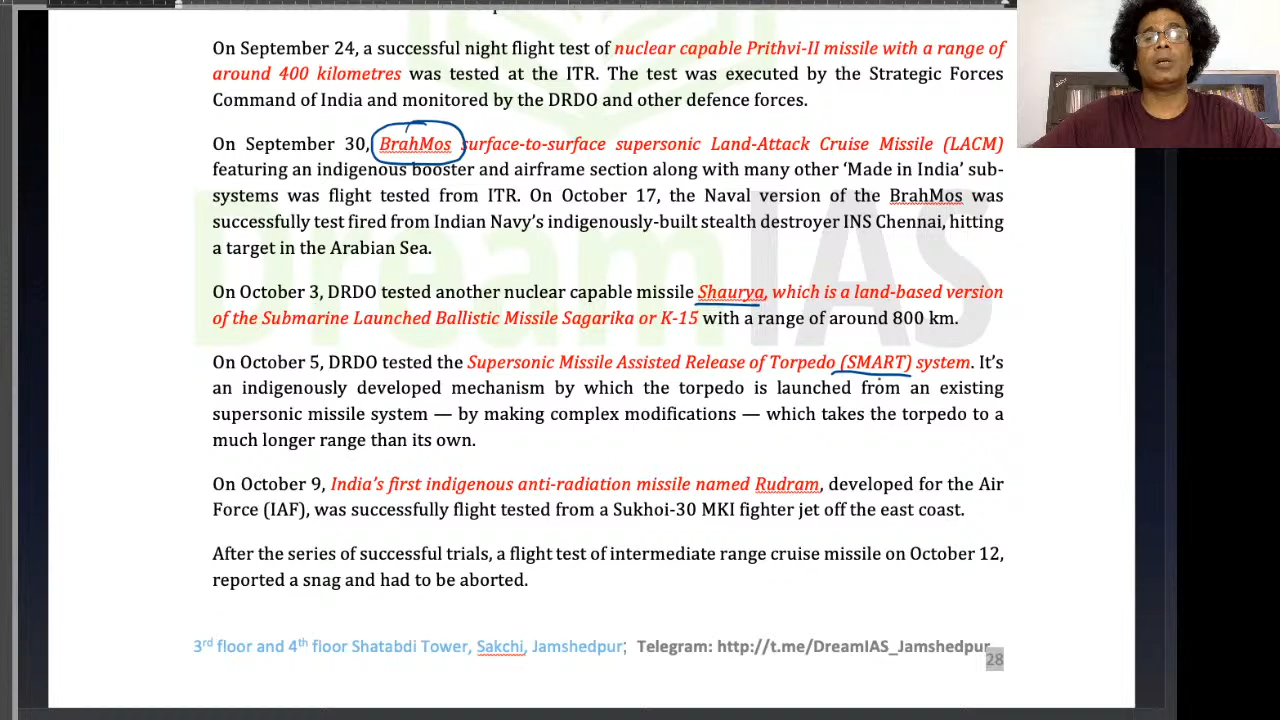 On September 24, a successful night flight test of nuclear capable Prithvi-II missile with a range of
around 400 kilometres was tested at the ITR. The test was executed by the Strategic Forces
Command of India and monitored by the DRDO and other defence forces.
On September 30, BrahMos surface-to-surface supersonic Land-Attack Cruise Missile (LACM)
featuring an indigenous booster and airframe section along with many other ‘Made in India’ sub-
systems was flight tested from ITR. On October 17, the Naval version of the BrahMos was
successfully test fired from Indian Navy’s indigenously-built stealth destroyer INS Chennai, hitting
a target in the Arabian Sea.
DreamIAS
On October 3, DRDO tested another nuclear capable missile Shaurya, which is a land-based version
of the Submarine Launched Ballistic Missile Sagarika or K-15 with a range of around 800 km.
On October 5, DRDO tested the Supersonic Missile Assisted Release of Torpedo (SMART) system. It’s
an indigenously developed mechanism by which the torpedo is launched from an existing
supersonic missile system — by making complex modifications — which takes the torpedo to a
much longer range than its own.
On October 9, India’s first indigenous anti-radiation missile named Rudram, developed for the Air
Force (IAF), was successfully flight tested from a Sukhoi-30 MKI fighter jet off the east coast.
After the series of successful trials, a flight test of intermediate range cruise missile on October 12,
reported a snag and had to be aborted.
3rd floor and 4th floor Shatabdi Tower, Sakchi, Jamshedpur; Telegram: http://t.me/DreamIAS_Jamshedpur
28